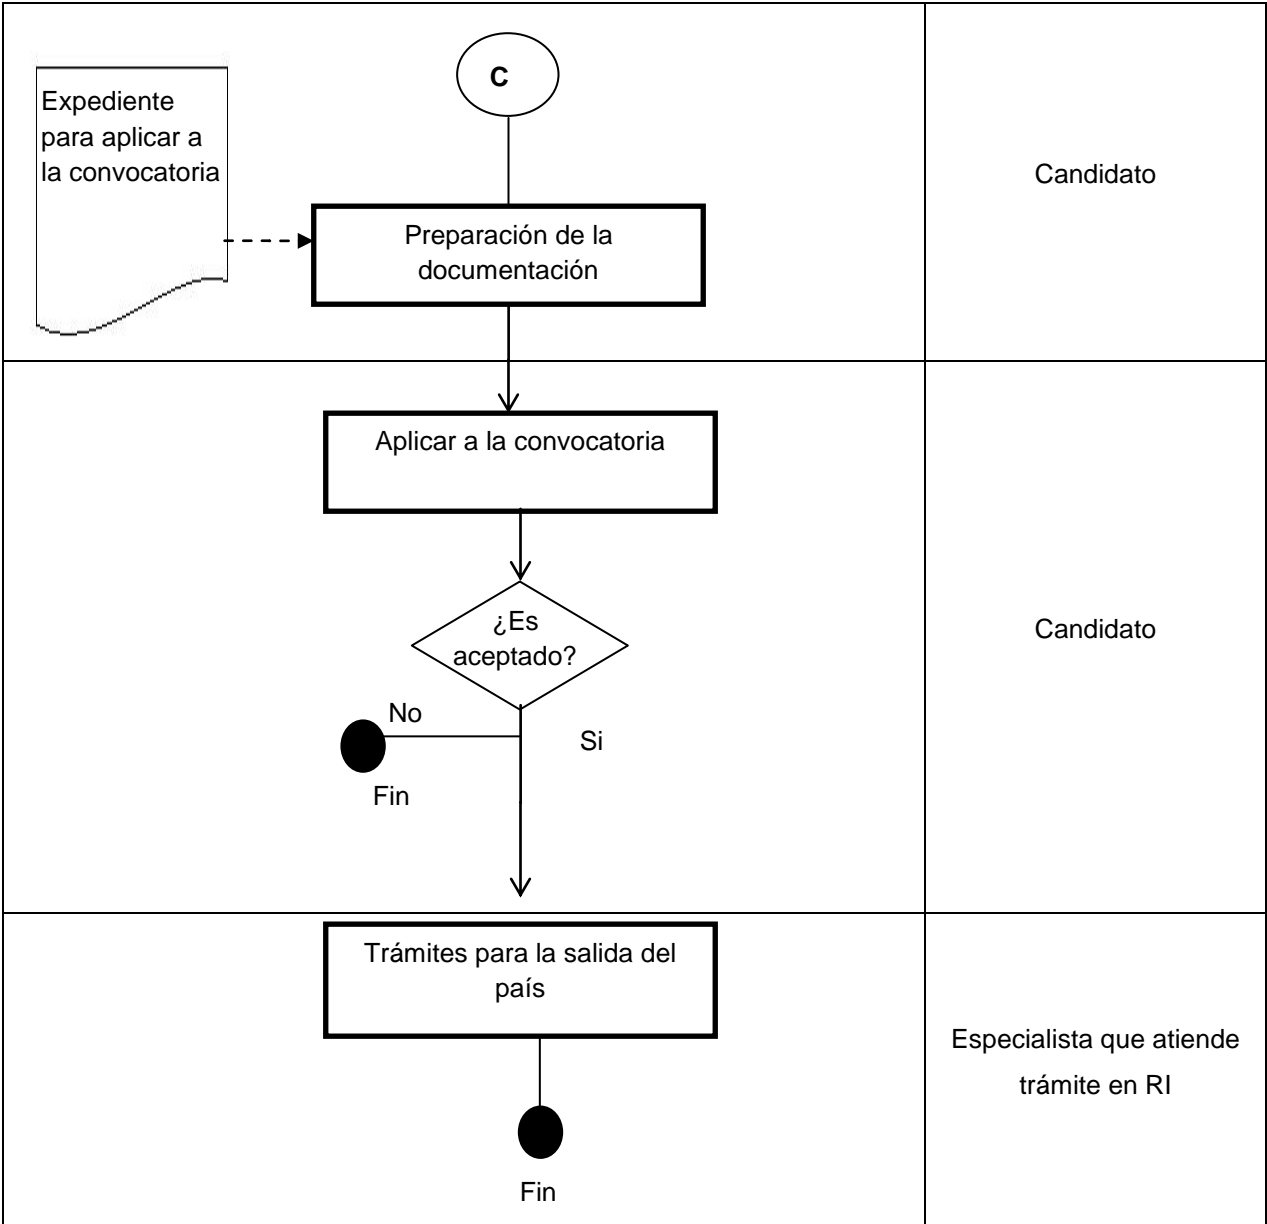 C
Expediente
para aplicar a
la convocatoria
Candidato
Preparación de la
documentación
Aplicar a la convocatoria
¿Es
aceptado?
Candidato
No
Si
Fin
Trámites para la salida del
país
Especialista que atiende
trámite en RI
Fin